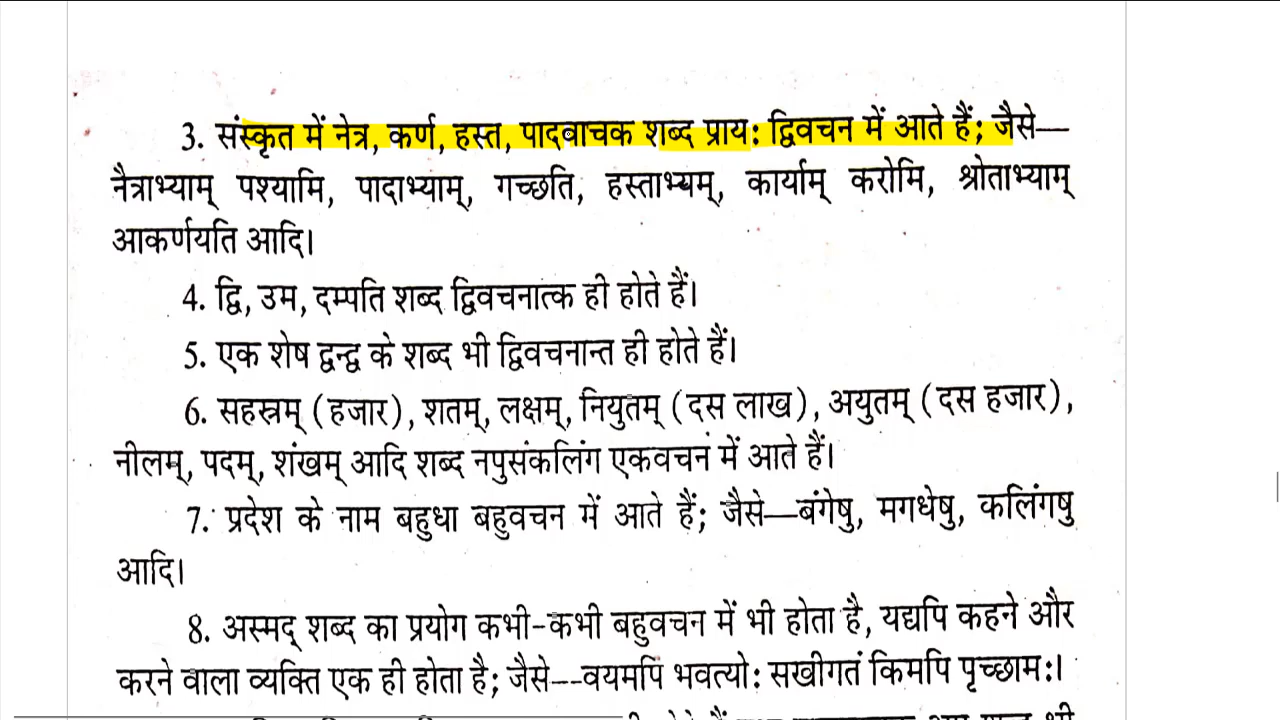 3. संस्कृत में नेत्र, कर्ण, हस्त, पादवाचक शब्द प्राय: द्विवचन में आते हैं; जैसे—
नैत्राभ्याम् पश्यामि, पादाभ्याम्, गच्छति, हस्ताभ्यम्, कार्याम् करोमि, श्रोताभ्याम्
आकर्णयति आदि।
4. द्वि, उम, दम्पति शब्द द्विवचनात्क ही होते हैं।
5. एक शेष द्वन्द्व के शब्द भी द्विवचनान्त ही होते हैं।
6. सहस्त्रम् (हजार), शतम्, लक्षम्, नियुतम् (दस लाख), अयुतम् (दस हजार),
नीलम्, पदम्, शंखम् आदि शब्द नपुसंकलिंग एकवचन में आते हैं।
7. प्रदेश के नाम बहुधा बहुवचन में आते हैं; जैसे—बंगेषु, मगधेषु, कलिंगषु
आदि।
8. अस्मद् शब्द का प्रयोग कभी-कभी बहुवचन में भी होता है, यद्यपि कहने और
करने वाला व्यक्ति एक ही होता है; जैसे---वयमपि भवत्यो: सखीगतं किमपि पृच्छाम:।